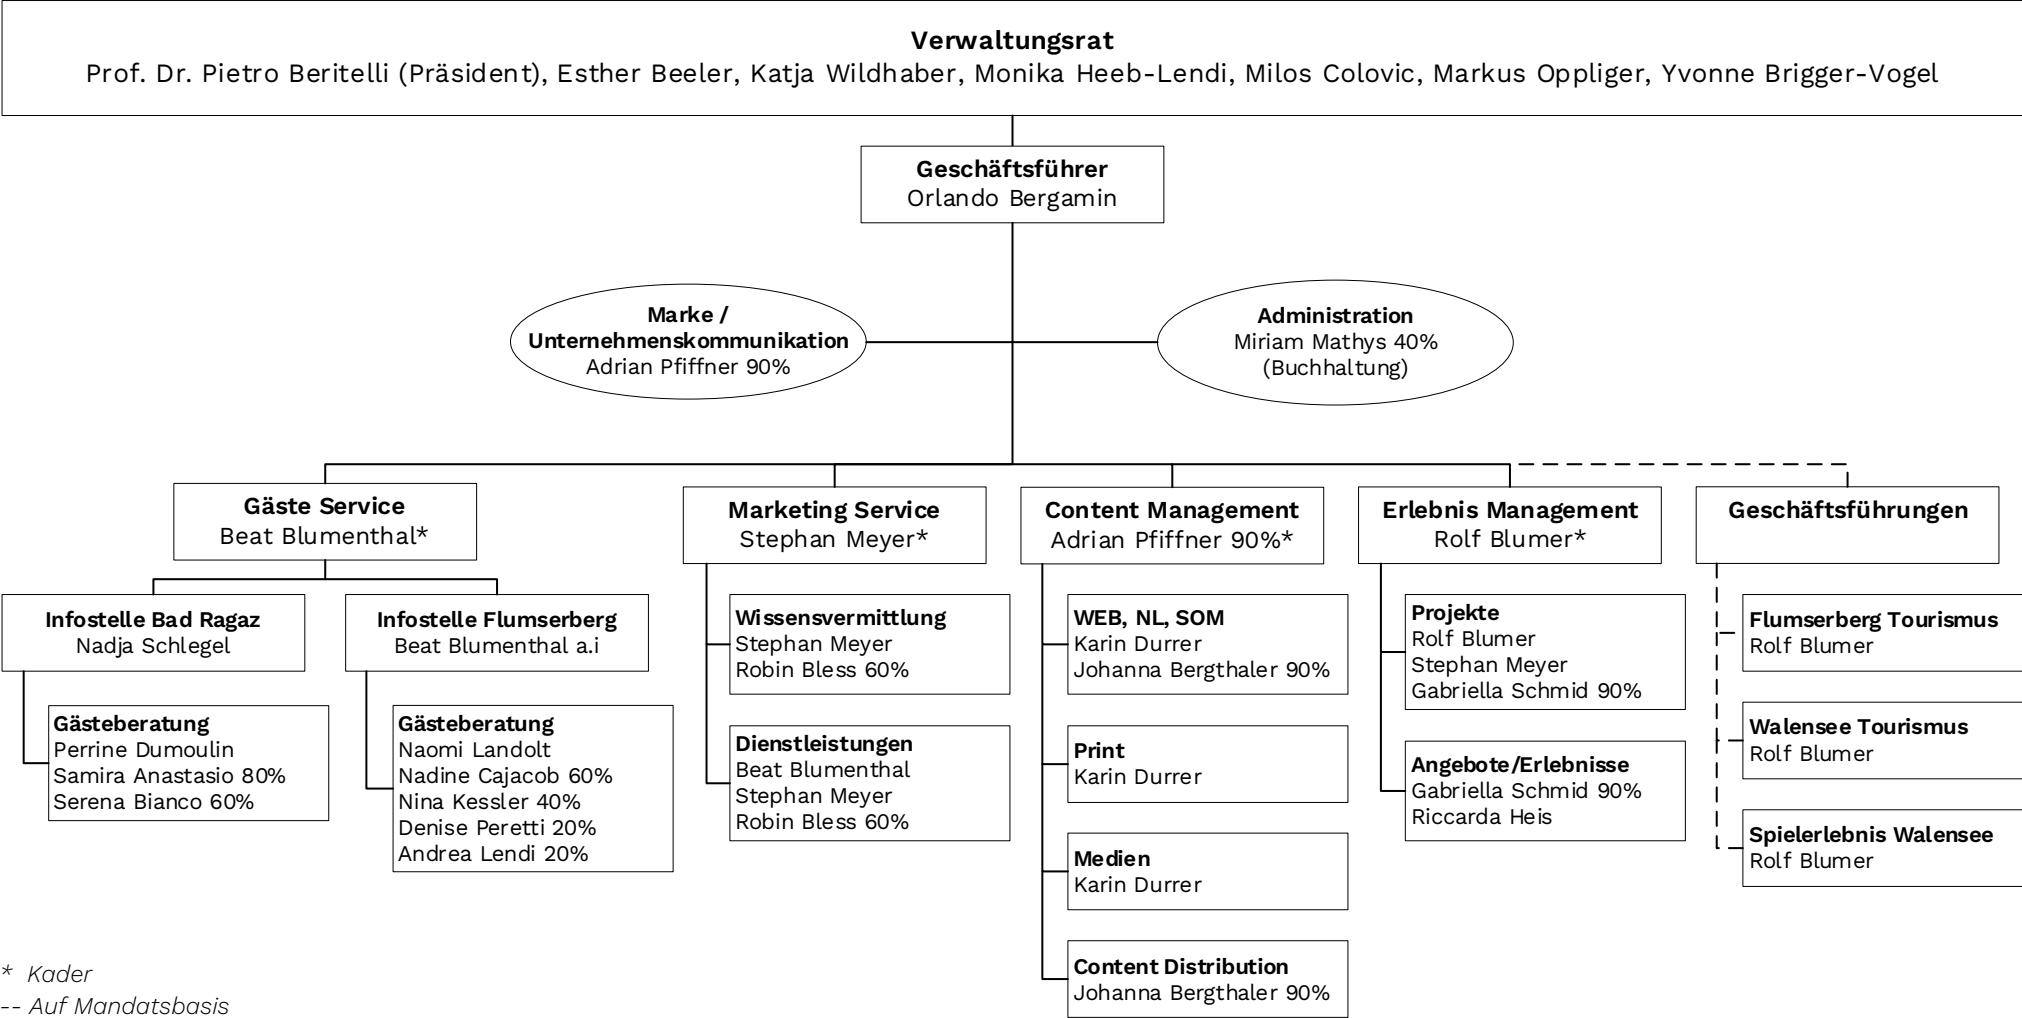 Verwaltungsrat
Prof. Dr. Pietro Beritelli (Präsident), Esther Beeler, Katja Wildhaber, Monika Heeb-Lendi, Milos Colovic, Markus Oppliger, Yvonne Brigger-Vogel
Geschäftsführer
Orlando Bergamin
Marke /
Unternehmenskommunikation
Adrian Pfiffner 90%
Administration
Miriam Mathys 40%
(Buchhaltung)
Gäste Service
Beat Blumenthal*
Infostelle Bad Ragaz
Nadja Schlegel
Gästeberatung
Perrine Dumoulin
Samira Anastasio 80%
Serena Bianco 60%
Infostelle Flumserberg
Beat Blumenthal a.i
Gästeberatung
Naomi Landolt
Nadine Cajacob 60%
Nina Kessler 40%
Denise Peretti 20%
Andrea Lendi 20%
Marketing Service
Stephan Meyer*
Wissensvermittlung
Stephan Meyer
Robin Bless 60%
Dienstleistungen
Beat Blumenthal
Stephan Meyer
Robin Bless 60%
Content Management
Adrian Pfiffner 90%*
WEB, NL, SOM
Karin Durrer
Johanna Bergthaler 90%
Print
Karin Durrer
Medien
Karin Durrer
Content Distribution
Johanna Bergthaler 90%
Erlebnis Management
Rolf Blumer*
Projekte
Rolf Blumer
Stephan Meyer
Gabriella Schmid 90%
Angebote/Erlebnisse
Gabriella Schmid 90%
Riccarda Heis
Geschäftsführungen
Flumserberg Tourismus
Rolf Blumer
Walensee Tourismus
Rolf Blumer
Spielerlebnis Walensee
Rolf Blumer
* Kader
-- Auf Mandatsbasis